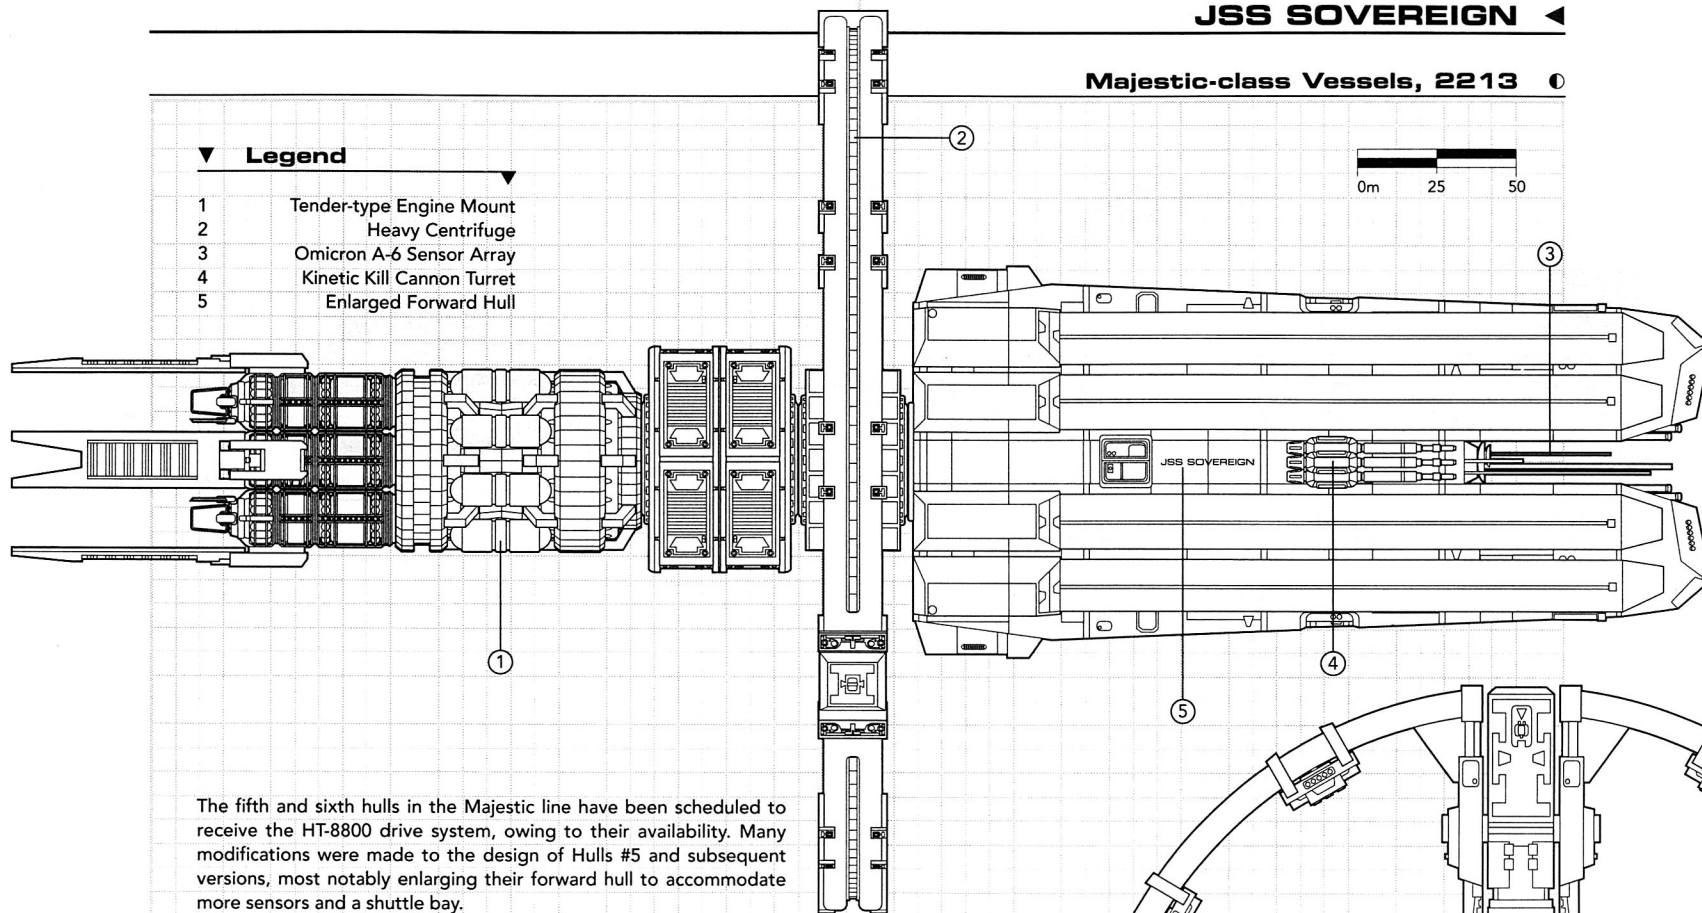 JSS SOVEREIGN
Majestic-class Vessels, 2213
Legend
1 Tender-type Engine Mount
2 Heavy Centrifuge
3 Omicron A-6 Sensor Array
4 Kinetic Kill Cannon Turret
5 Enlarged Forward Hull
2
0m 25 50
3
JSS SOVEREIGN
1
4
5
The fifth and sixth hulls in the Majestic line have been scheduled to
receive the HT-8800 drive system, owing to their availability. Many
modifications were made to the design of Hulls #5 and subsequent
versions, most notably enlarging their forward hull to accommodate
more sensors and a shuttle bay.